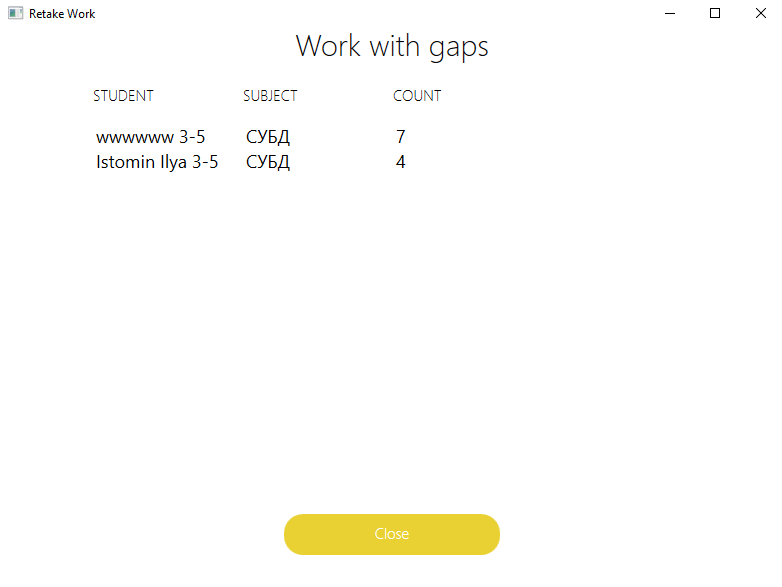 Retake Work
Work with gaps
STUDENT SUBJECT COUNT
wwwwww 3-5 СУБД 7
Istomin Ilya 3-5 СУБД 4
Close